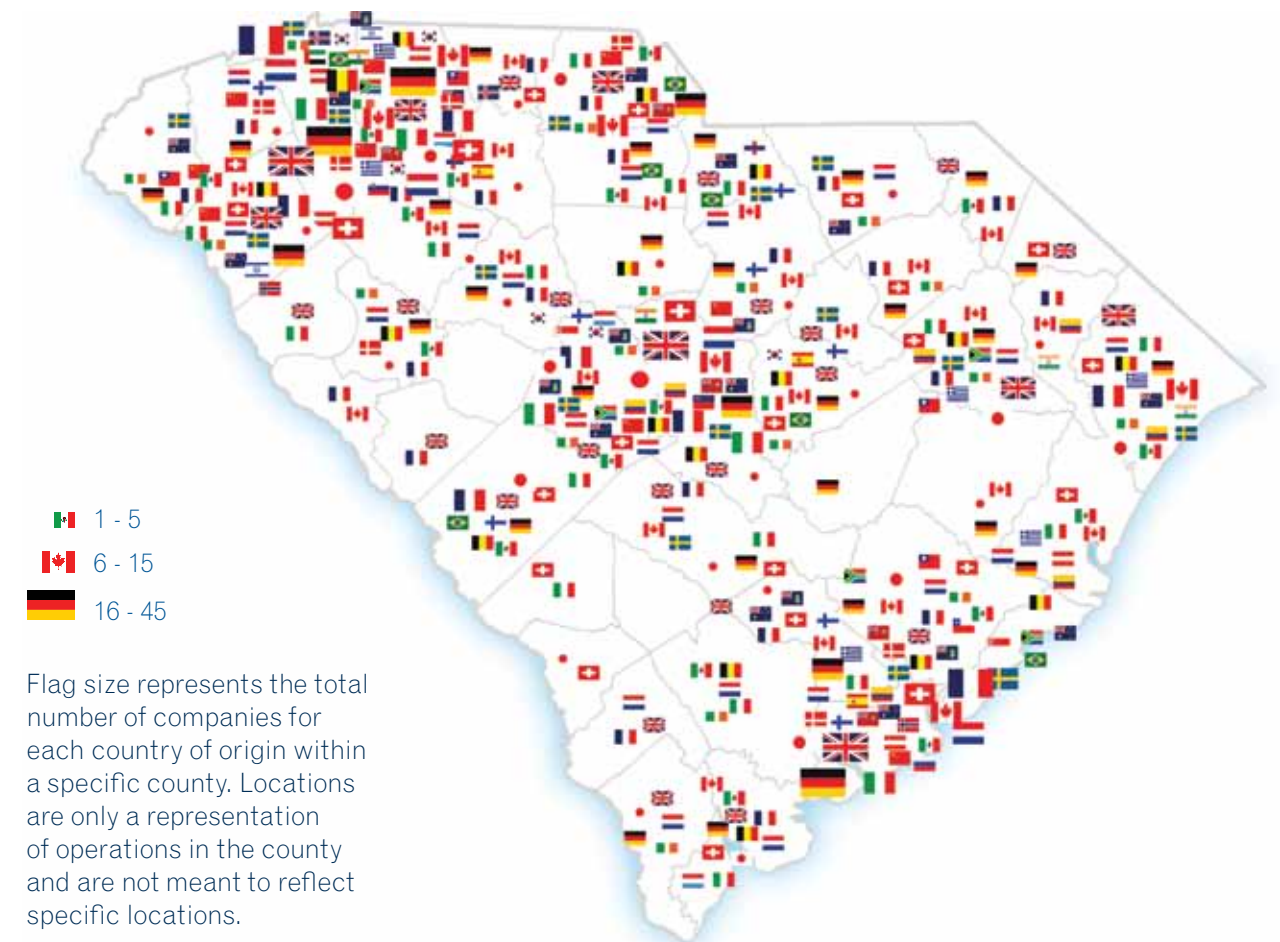 1 - 5
6 - 15
16 - 45
Flag size represents the total
number of companies for
each country of origin within
a specific county. Locations
are only a representation
of operations in the county
and are not meant to reflect
specific locations.